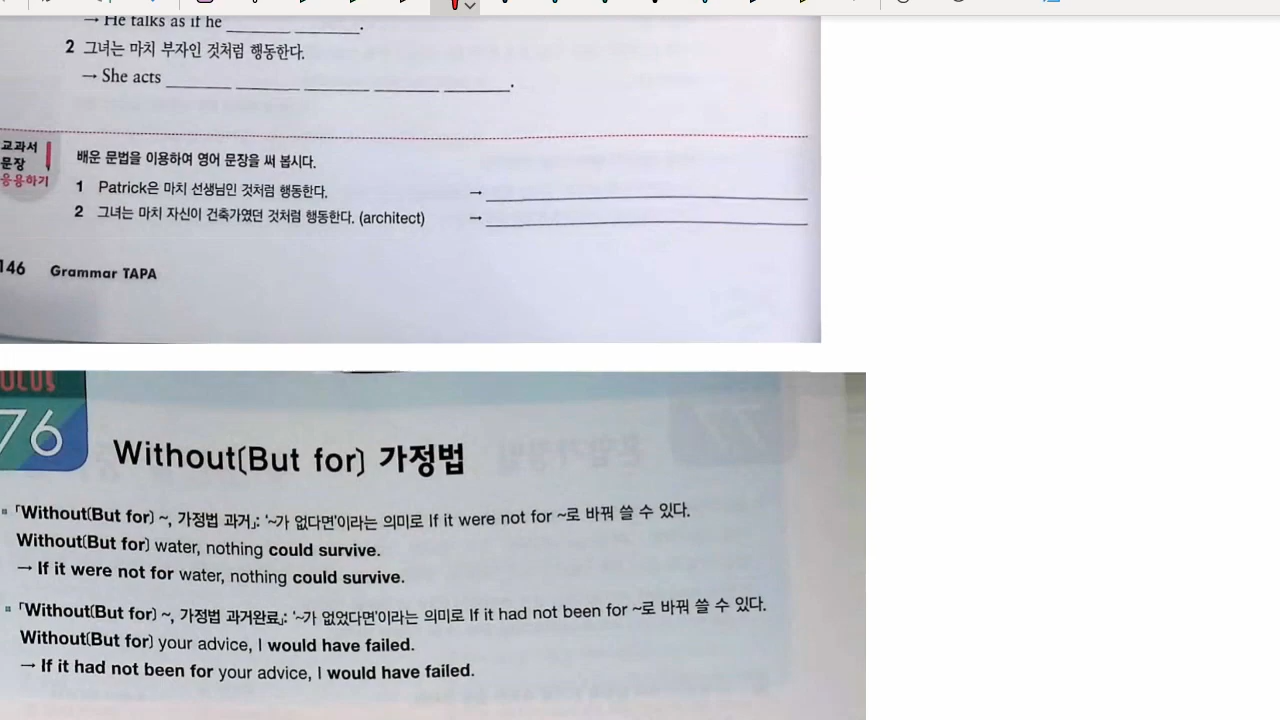 → He talks as if he ______ ______.
2 그녀는 마치 부자인 것처럼 행동한다.
→ She acts ______ ______ ______ ______ ______.
교과서
문장
응용하기
배운 문법을 이용하여 영어 문장을 써 봅시다.
1 Patrick은 마치 선생님인 것처럼 행동한다. →
2 그녀는 마치 자신이 건축가였던 것처럼 행동한다. (architect) →
146 Grammar TAPA
76
Without[But for] 가정법
「Without[But for] ~, 가정법 과거」: '~가 없다면'이라는 의미로 If it were not for ~로 바꿔 쓸 수 있다.
Without[But for] water, nothing could survive.
→ If it were not for water, nothing could survive.
「Without[But for] ~, 가정법 과거완료」: '~가 없었다면'이라는 의미로 If it had not been for ~로 바꿔 쓸 수 있다.
Without[But for] your advice, I would have failed.
→ If it had not been for your advice, I would have failed.